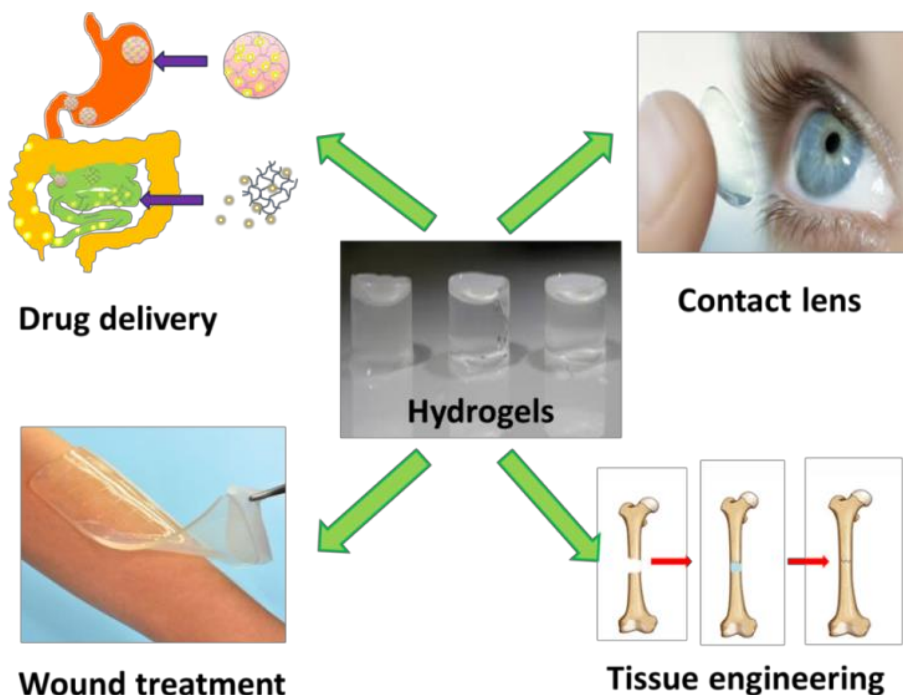 Drug delivery
Contact lens
Hydrogels
Wound treatment
Tissue engineering